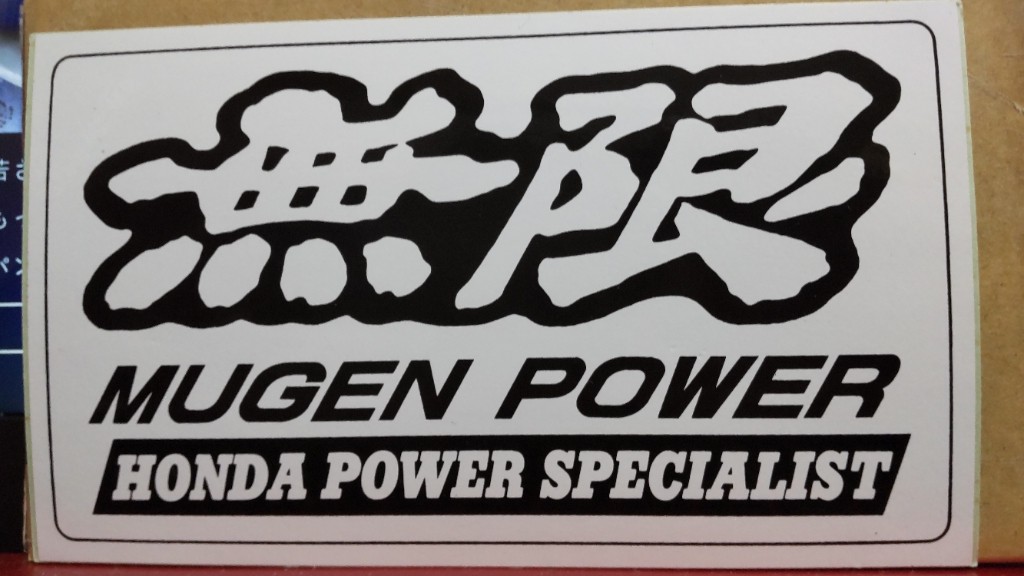 無限
MUGEN POWER
HONDA POWER SPECIALIST